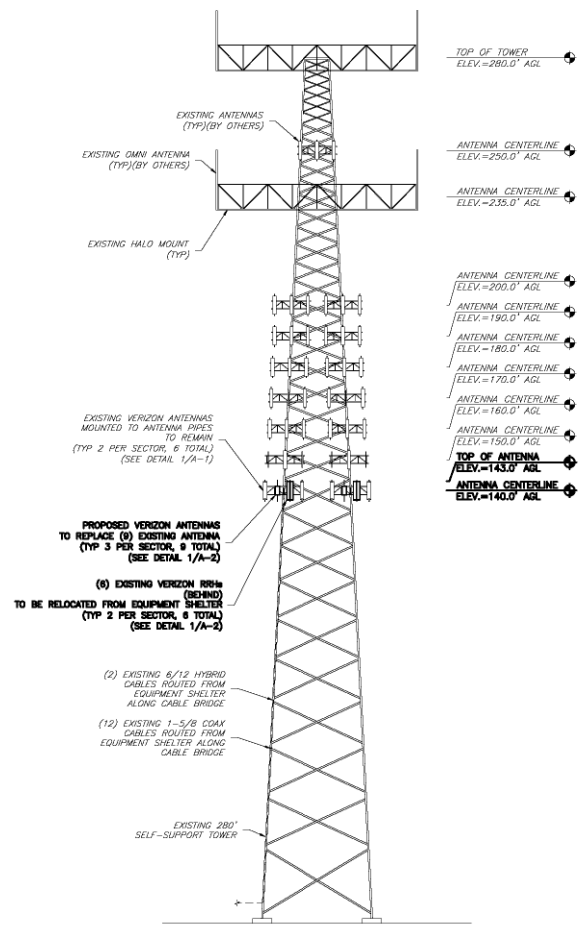 TOP OF TOWER
ELEV.=280.0' AGL
EXISTING ANTENNAS
(TYP)(BY OTHERS)
ANTENNA CENTERLINE
ELEV.=250.0' AGL
EXISTING OMNI ANTENNA
(TYP)(BY OTHERS)
ANTENNA CENTERLINE
ELEV.=235.0' AGL
EXISTING HALO MOUNT
(TYP)
ANTENNA CENTERLINE
ELEV.=200.0' AGL
ANTENNA CENTERLINE
ELEV.=190.0' AGL
ANTENNA CENTERLINE
ELEV.=180.0' AGL
ANTENNA CENTERLINE
ELEV.=170.0' AGL
ANTENNA CENTERLINE
ELEV.=160.0' AGL
ANTENNA CENTERLINE
ELEV.=150.0' AGL
TOP OF ANTENNA
ELEV.=143.0' AGL
ANTENNA CENTERLINE
ELEV.=140.0' AGL
EXISTING VERIZON ANTENNAS
MOUNTED TO ANTENNA PIPES
TO REMAIN
(TYP 2 PER SECTOR, 6 TOTAL)
(SEE DETAIL 1/A-1)
PROPOSED VERIZON ANTENNAS
TO REPLACE (9) EXISTING ANTENNA
(TYP 3 PER SECTOR, 9 TOTAL)
(SEE DETAIL 1/A-2)
(6) EXISTING VERIZON RRHs
(BEHIND)
TO BE RELOCATED FROM EQUIPMENT SHELTER
(TYP 2 PER SECTOR, 6 TOTAL)
(SEE DETAIL 1/A-2)
(2) EXISTING 6/12 HYBRID
CABLES ROUTED FROM
EQUIPMENT SHELTER
ALONG CABLE BRIDGE
(12) EXISTING 1-5/8 COAX
CABLES ROUTED FROM
EQUIPMENT SHELTER ALONG
CABLE BRIDGE
EXISTING 280'
SELF-SUPPORT TOWER